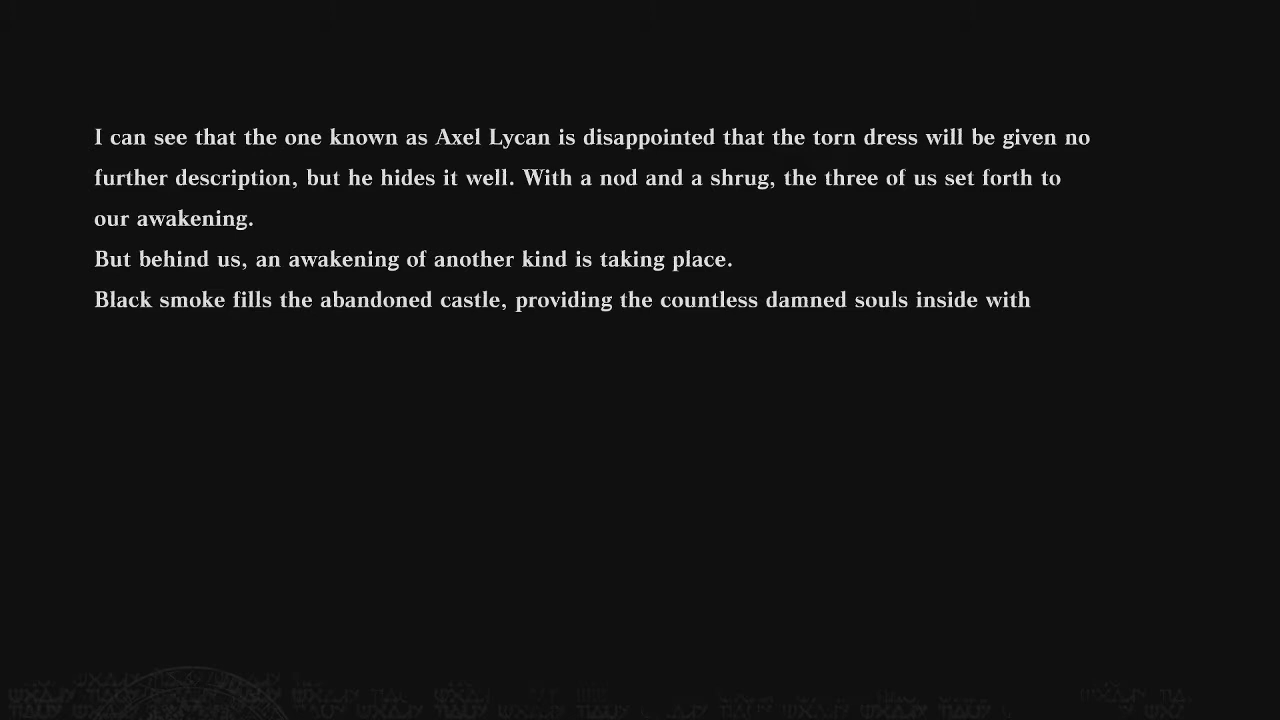 I can see that the one known as Axel Lycan is disappointed that the torn dress will be given no
further description, but he hides it well. With a nod and a shrug, the three of us set forth to
our awakening.
But behind us, an awakening of another kind is taking place.
Black smoke fills the abandoned castle, providing the countless damned souls inside with